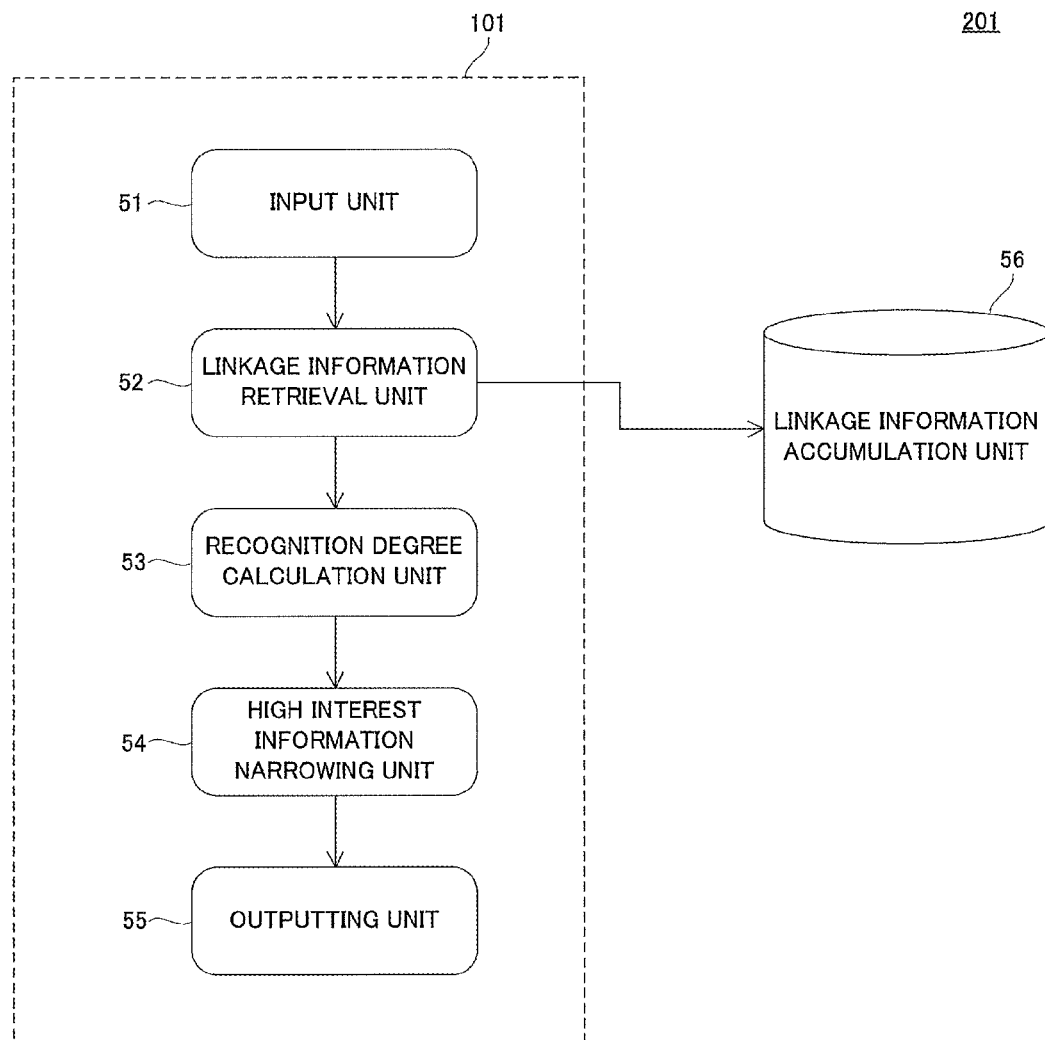 101
201
51
INPUT UNIT
56
52
LINKAGE INFORMATION
RETRIEVAL UNIT
LINKAGE INFORMATION
ACCUMULATION UNIT
53
RECOGNITION DEGREE
CALCULATION UNIT
54
HIGH INTEREST
INFORMATION
NARROWING UNIT
55
OUTPUTTING UNIT